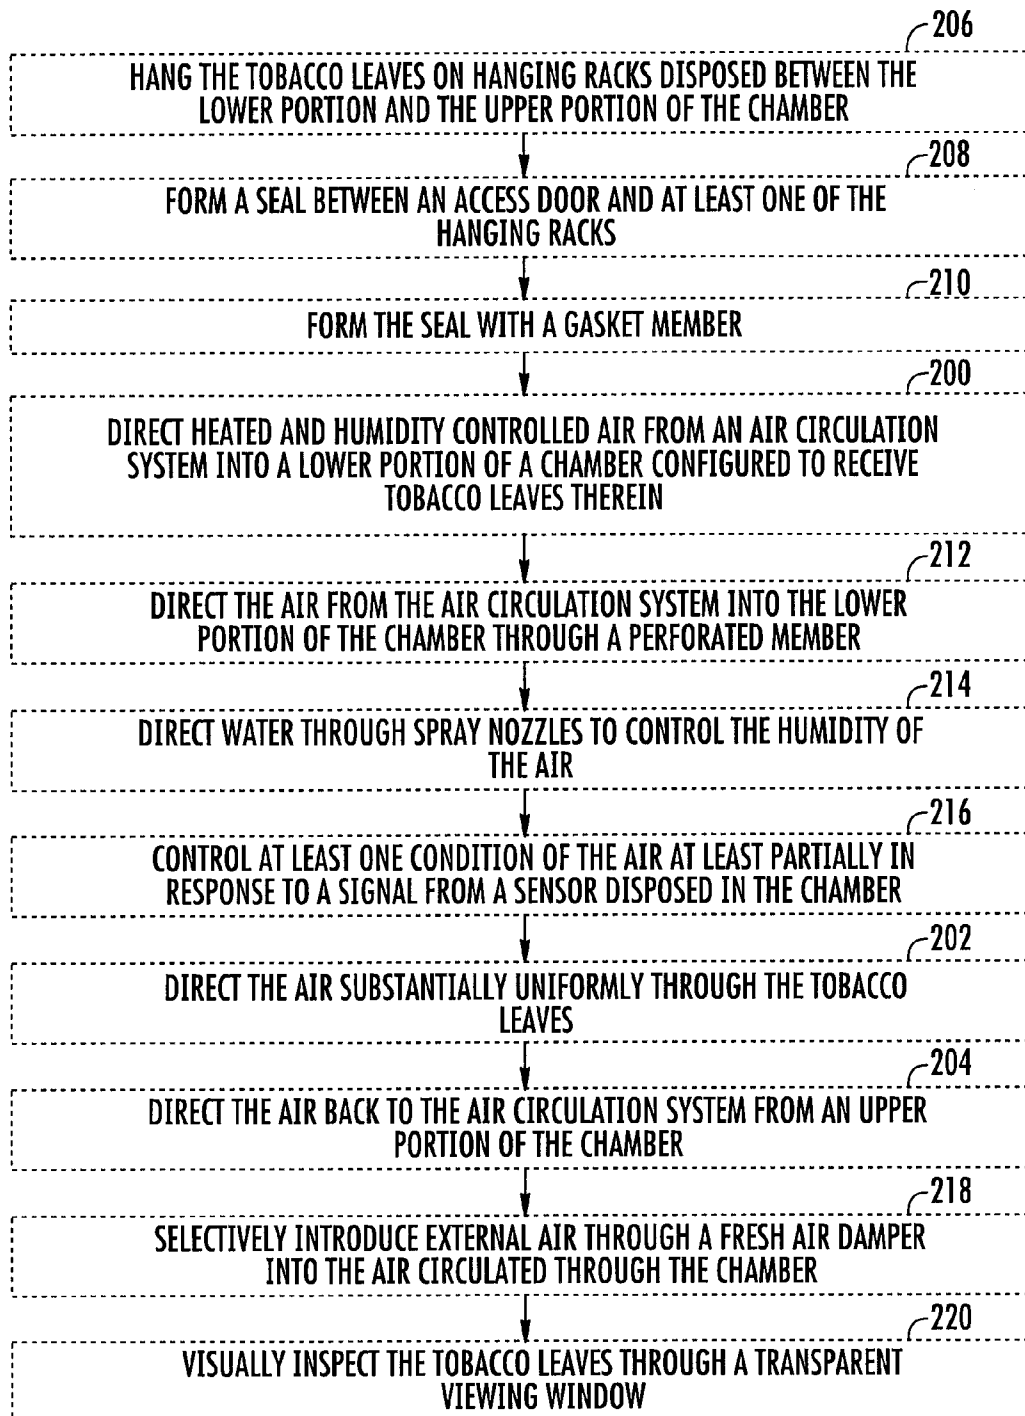 206
HANG THE TOBACCO LEAVES ON HANGING RACKS DISPOSED BETWEEN THE
LOWER PORTION AND THE UPPER PORTION OF THE CHAMBER
208
FORM A SEAL BETWEEN AN ACCESS DOOR AND AT LEAST ONE OF THE
HANGING RACKS
210
FORM THE SEAL WITH A GASKET MEMBER
200
DIRECT HEATED AND HUMIDITY CONTROLLED AIR FROM AN AIR CIRCULATION
SYSTEM INTO A LOWER PORTION OF A CHAMBER CONFIGURED TO RECEIVE
TOBACCO LEAVES THEREIN
212
DIRECT THE AIR FROM THE AIR CIRCULATION SYSTEM INTO THE LOWER
PORTION OF THE CHAMBER THROUGH A PERFORATED MEMBER
214
DIRECT WATER THROUGH SPRAY NOZZLES TO CONTROL THE HUMIDITY OF
THE AIR
216
CONTROL AT LEAST ONE CONDITION OF THE AIR AT LEAST PARTIALLY IN
RESPONSE TO A SIGNAL FROM A SENSOR DISPOSED IN THE CHAMBER
202
DIRECT THE AIR SUBSTANTIALLY UNIFORMLY THROUGH THE TOBACCO
LEAVES
204
DIRECT THE AIR BACK TO THE AIR CIRCULATION SYSTEM FROM AN UPPER
PORTION OF THE CHAMBER
218
SELECTIVELY INTRODUCE EXTERNAL AIR THROUGH A FRESH AIR DAMPER
INTO THE AIR CIRCULATED THROUGH THE CHAMBER
220
VISUALLY INSPECT THE TOBACCO LEAVES THROUGH A TRANSPARENT
VIEWING WINDOW